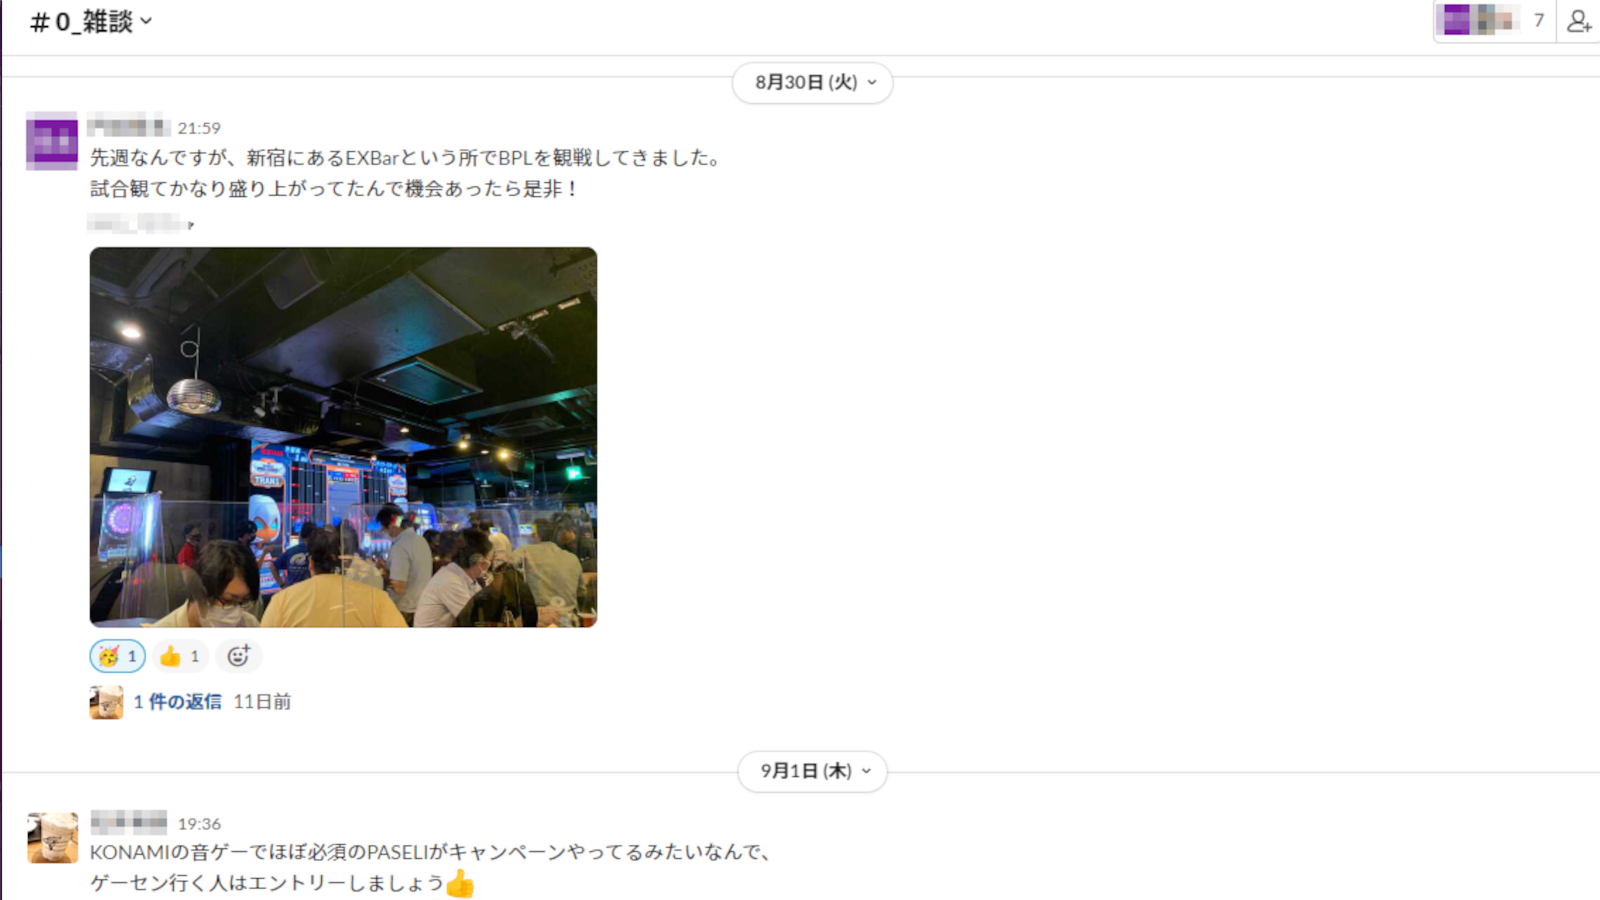 # 0_雑談
7
8月30日 (火)
21:59
先週なんですが、新宿にあるEXBarという所でBPLを観戦してきました。
試合観てかなり盛り上がってたんで機会あったら是非！
TRANS
1
1
1 件の返信 11日前
9月1日 (木)
19:36
KONAMIの音ゲーでほぼ必須のPASELIがキャンペーンやってるみたいなんで、
ゲーセン行く人はエントリーしましょう👍